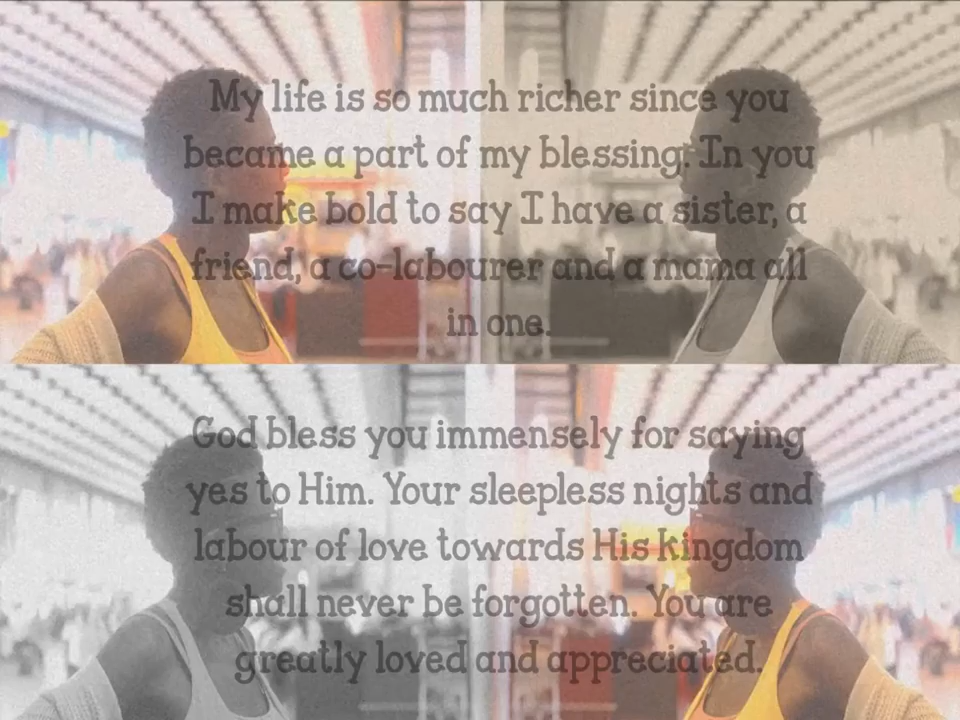 My life is so much richer since you
became a part of my blessing. In you
I make bold to say I have a sister, a
friend, a co-labourer and a mama all
in one.
God bless you immensely for saying
yes to Him. Your sleepless nights and
labour of love towards His kingdom
shall never be forgotten. You are
greatly loved and appreciated.